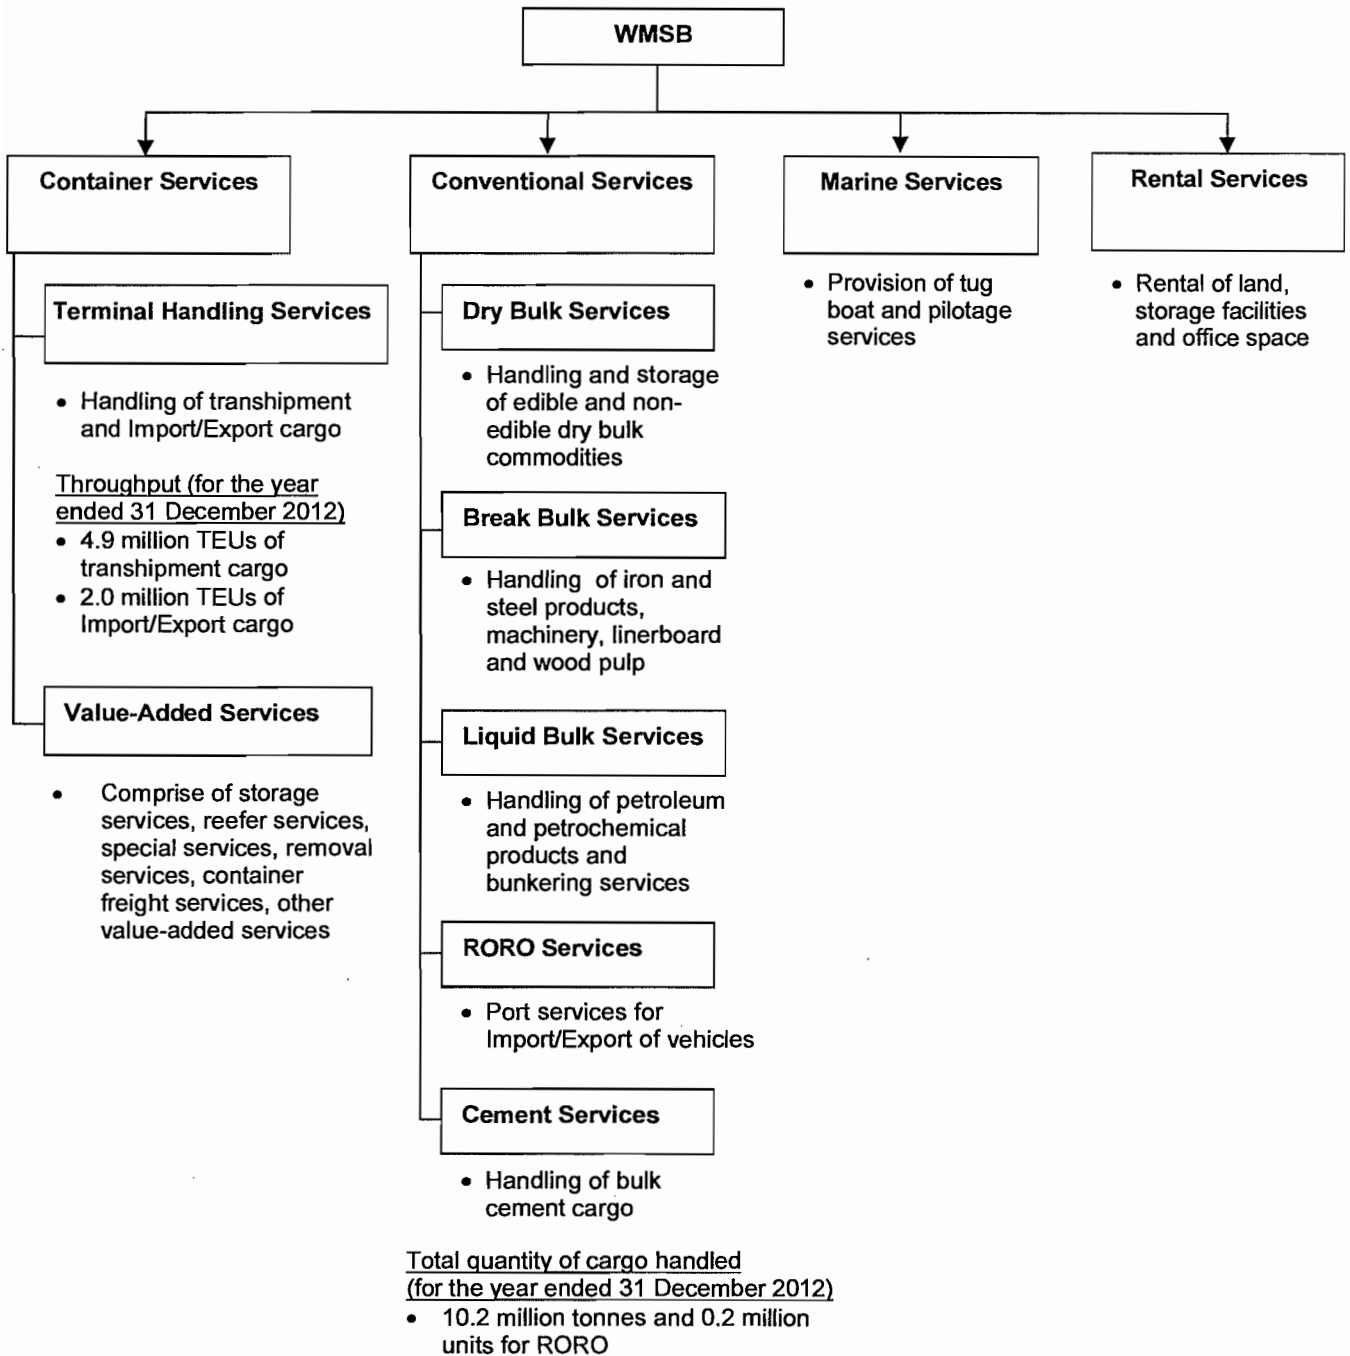 WMSB
Container Services
Terminal Handling Services
• Handling of transhipment
and Import/Export cargo
Throughput (for the year
ended 31 December 2012)
• 4.9 million TEUs of
transhipment cargo
• 2.0 million TEUs of
Import/Export cargo
Value-Added Services
• Comprise of storage
services, reefer services,
special services, removal
services, container
freight services, other
value-added services
Conventional Services
Dry Bulk Services
• Handling and storage
of edible and non-
edible dry bulk
commodities
Break Bulk Services
• Handling of iron and
steel products,
machinery, linerboard
and wood pulp
Liquid Bulk Services
• Handling of petroleum
and petrochemical
products and
bunkering services
RORO Services
• Port services for
Import/Export of vehicles
Cement Services
• Handling of bulk
cement cargo
Total quantity of cargo handled
(for the year ended 31 December 2012)
• 10.2 million tonnes and 0.2 million
units for RORO
Marine Services
• Provision of tug
boat and pilotage
services
Rental Services
• Rental of land,
storage facilities
and office space